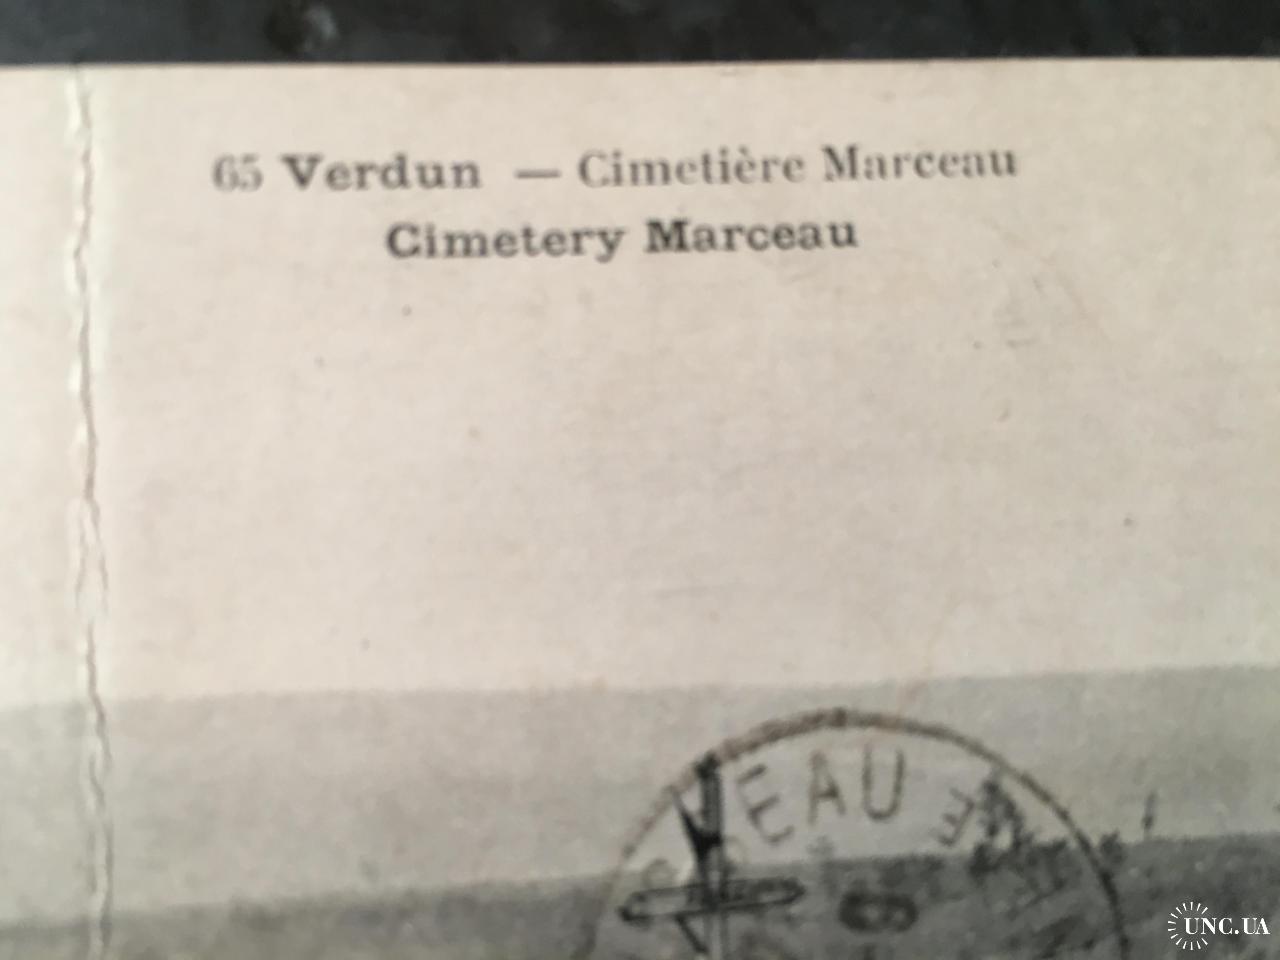 65 Verdun — Cimetière Marceau
Cimetery Marceau
EAU
UNC.UA